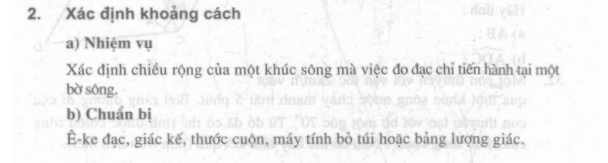 2. Xác định khoảng cách
a) Nhiệm vụ
Xác định chiều rộng của một khúc sông mà việc đo đạc chỉ tiến hành tại một
bờ sông.
b) Chuẩn bị
Ê-ke đạc, giác kế, thước cuộn, máy tính bỏ túi hoặc bảng lượng giác.